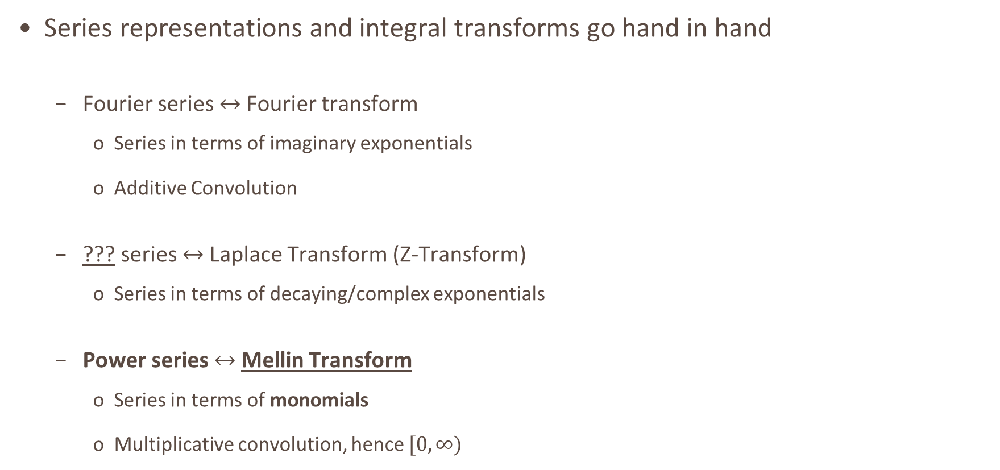 • Series representations and integral transforms go hand in hand
– Fourier series ↔ Fourier transform
o Series in terms of imaginary exponentials
o Additive Convolution
– ??? series ↔ Laplace Transform (Z-Transform)
o Series in terms of decaying/complex exponentials
– Power series ↔ Mellin Transform
o Series in terms of monomials
o Multiplicative convolution, hence [0, ∞)